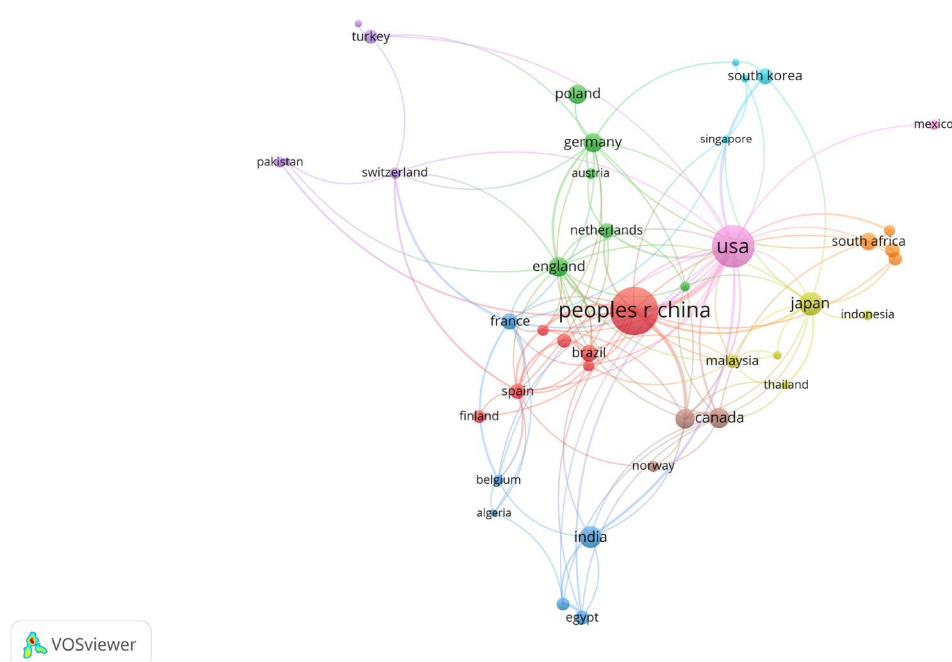 turkey
south korea
poland
mexico
germany
singapore
pakistan
switzerland
austria
netherlands
south africa
usa
england
peoples r china
japan
indonesia
france
brazil
malaysia
thailand
spain
finland
canada
norway
belgium
algeria
india
egypt
VOSviewer